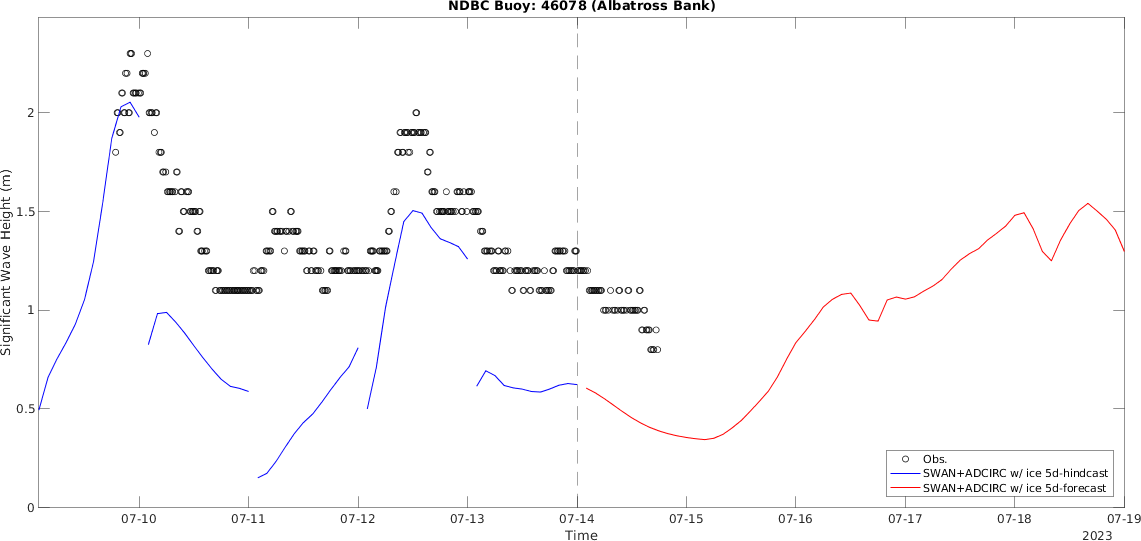 NDBC Buoy: 46078 (Albatross Bank)
Significant Wave Height (m)
2
1.5
1
0.5
0
Obs.
SWAN+ADCIRC w/ ice 5d-hindcast
SWAN+ADCIRC w/ ice 5d-forecast
07-10 07-11 07-12 07-13 07-14 07-15 07-16 07-17 07-18 07-19
Time
2023